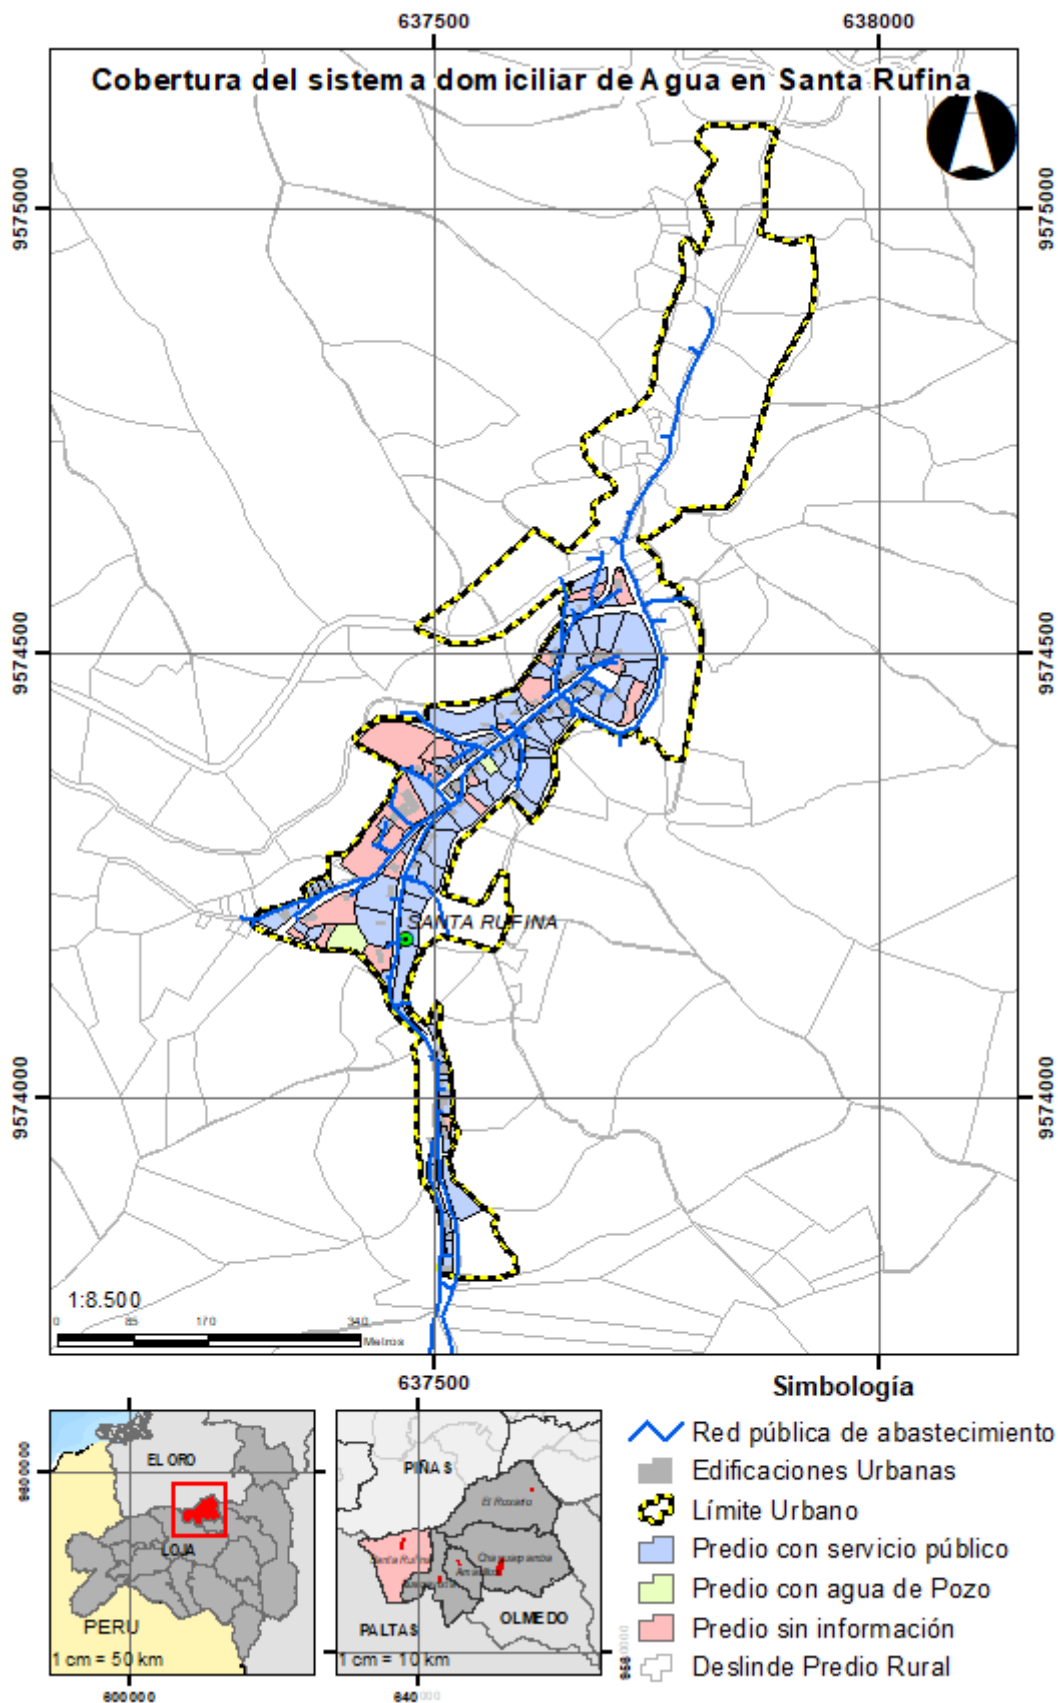 637500
638000
Cobertura del sistema domiciliar de Agua en Santa Rufina
9575000
9575000
9574500
9574500
SANTA RUFINA
9574000
9574000
1:8.500
0 85 170 340
Metros
637500
Simbología
Red pública de abastecimiento
Edificaciones Urbanas
Límite Urbano
Predio con servicio público
Predio con agua de Pozo
Predio sin información
Deslinde Predio Rural
EL ORO
LOJA
PERU
1 cm = 50 km
600000
PIÑAS
El Rosario
Santa Rufina
Chaguarpamba
PALTAS
OLMEDO
1 cm = 10 km
640000